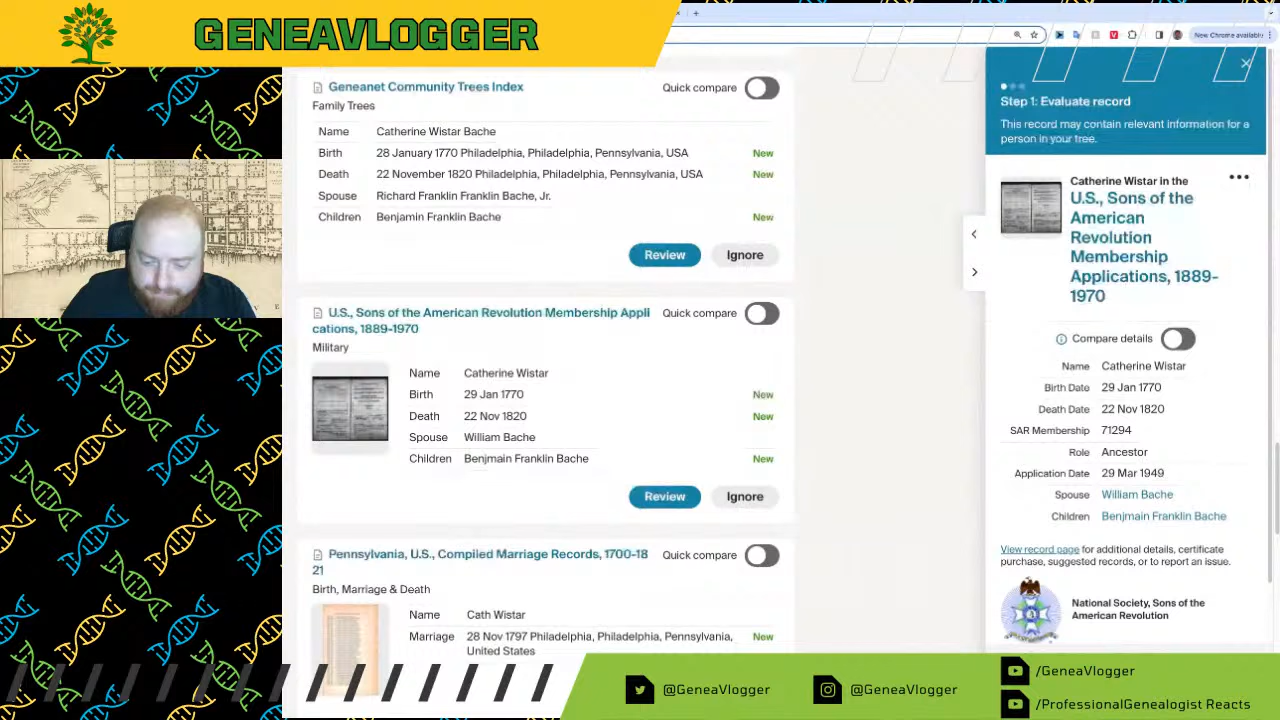 GENEAVLOGGER
New Chrome available
Geneanet Community Trees Index
Quick compare
Family Trees
Name Catherine Wistar Bache
Birth 28 January 1770 Philadelphia, Philadelphia, Pennsylvania, USA New
Death 22 November 1820 Philadelphia, Philadelphia, Pennsylvania, USA New
Spouse Richard Franklin Franklin Bache, Jr.
Children Benjamin Franklin Bache New
Review Ignore
U.S., Sons of the American Revolution Membership Appli
cations, 1889-1970
Quick compare
Military
Name Catherine Wistar
Birth 29 Jan 1770 New
Death 22 Nov 1820 New
Spouse William Bache
Children Benjmain Franklin Bache New
Review Ignore
Pennsylvania, U.S., Compiled Marriage Records, 1700-18
21
Quick compare
Birth, Marriage & Death
Name Cath Wistar
Marriage 28 Nov 1797 Philadelphia, Philadelphia, Pennsylvania, New
United States
Step 1: Evaluate record
This record may contain relevant information for a
person in your tree.
Catherine Wistar in the
U.S., Sons of the
American
Revolution
Membership
Applications, 1889-
1970
Compare details
Name Catherine Wistar
Birth Date 29 Jan 1770
Death Date 22 Nov 1820
SAR Membership 71294
Role Ancestor
Application Date 29 Mar 1949
Spouse William Bache
Children Benjmain Franklin Bache
View record page for additional details, certificate
purchase, suggested records, or to report an issue.
National Society, Sons of the
American Revolution
@GeneaVlogger
@GeneaVlogger
/GeneaVlogger
/ProfessionalGenealogist Reacts